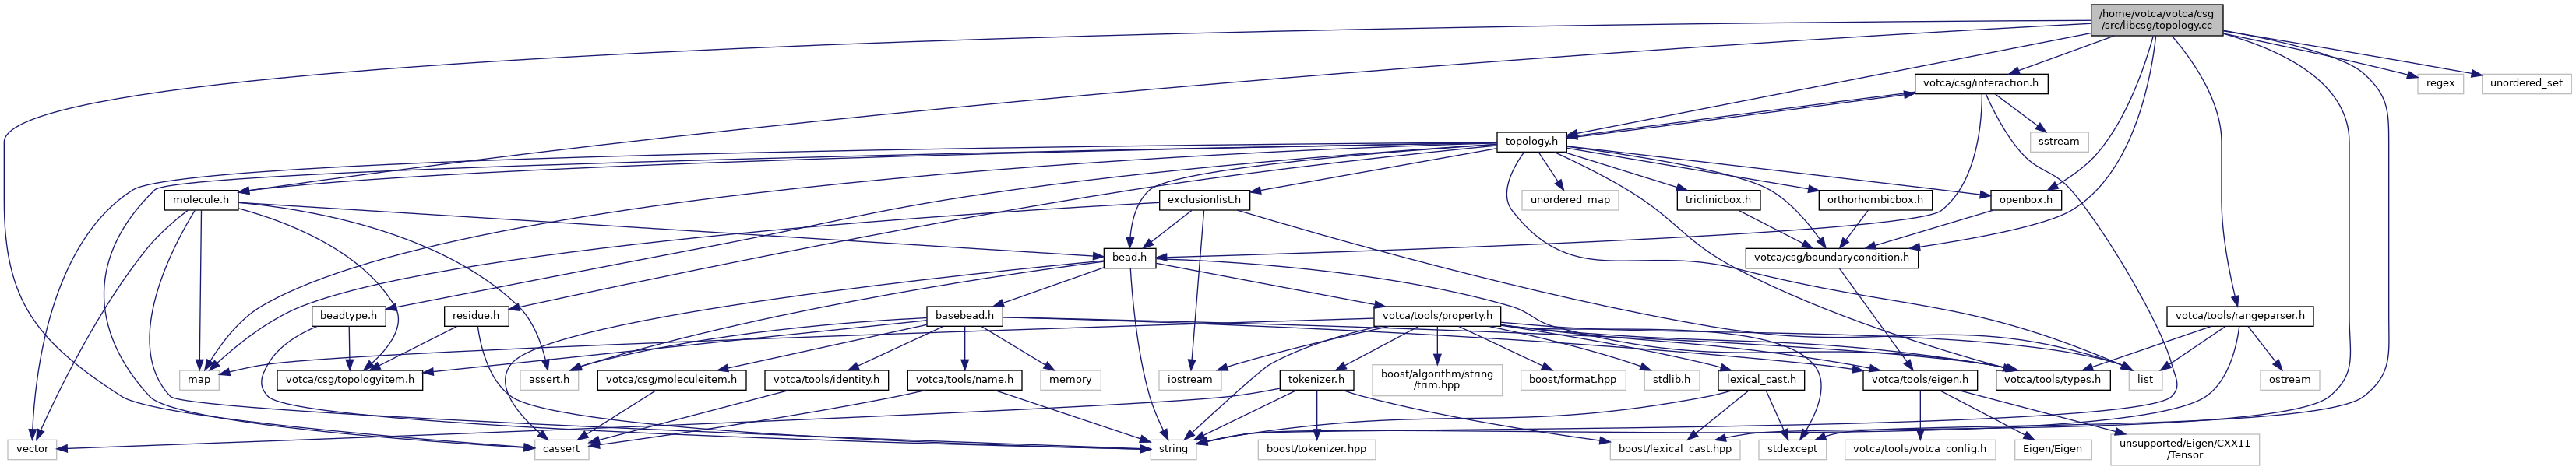 /home/votca/votca/csg
/src/libcsg/topology.cc
votca/csg/interaction.h
regex
unordered_set
topology.h
sstream
molecule.h
exclusionlist.h
unordered_map
triclinicbox.h
orthorhombicbox.h
openbox.h
bead.h
votca/csg/boundarycondition.h
beadtype.h
residue.h
basebead.h
votca/tools/property.h
votca/tools/rangeparser.h
map
votca/csg/topologyitem.h
assert.h
votca/csg/moleculeitem.h
votca/tools/identity.h
votca/tools/name.h
memory
iostream
tokenizer.h
boost/algorithm/string
/trim.hpp
boost/format.hpp
stdlib.h
lexical_cast.h
votca/tools/eigen.h
votca/tools/types.h
list
ostream
vector
cassert
string
boost/tokenizer.hpp
boost/lexical_cast.hpp
stdexcept
votca/tools/votca_config.h
Eigen/Eigen
unsupported/Eigen/CXX11
/Tensor